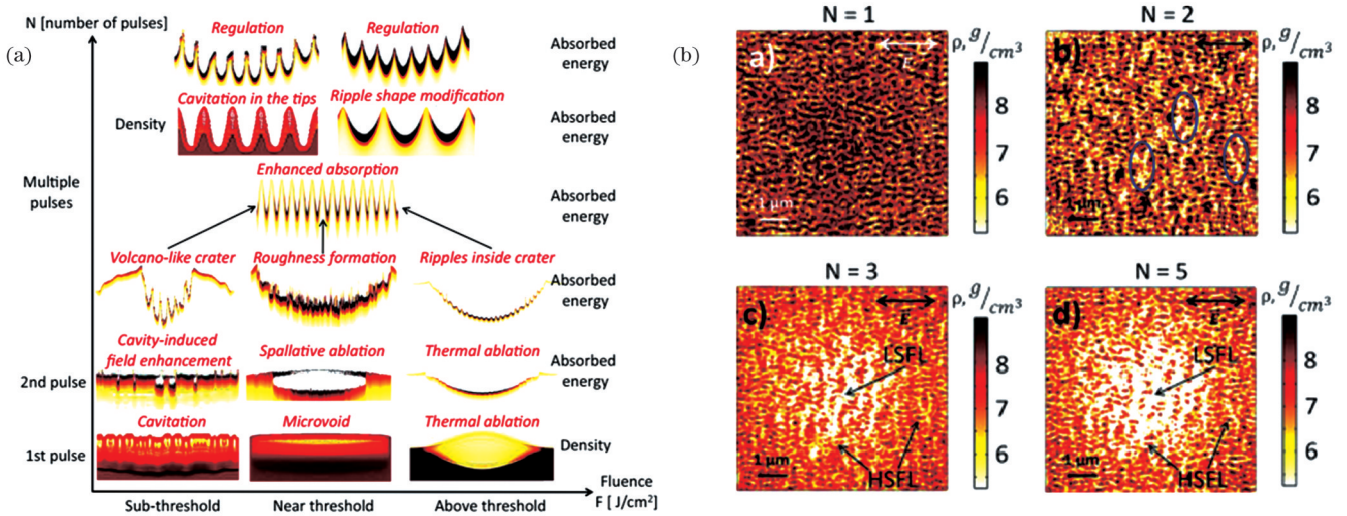 (a)
N [number of pulses]
Regulation
Regulation
Absorbed
energy
Cavitation in the tips
Ripple shape modification
Density
Absorbed
energy
Enhanced absorption
Multiple
pulses
Absorbed
energy
Volcano-like crater
Roughness formation
Ripples inside crater
Absorbed
energy
Cavity-induced
field enhancement
Spallative ablation
Thermal ablation
2nd pulse
Absorbed
energy
Cavitation
Microvoid
Thermal ablation
1st pulse
Density
Fluence
F [ J/cm²]
Sub-threshold
Near threshold
Above threshold
(b)
N = 1
a)
E
1 μm
ρ, g/cm³
8
7
6
N = 2
b)
1 μm
ρ, g/cm³
8
7
6
N = 3
c)
E
LSFL
HSFL
1 μm
ρ, g/cm³
8
7
6
N = 5
d)
E
LSFL
HSFL
1 μm
ρ, g/cm³
8
7
6